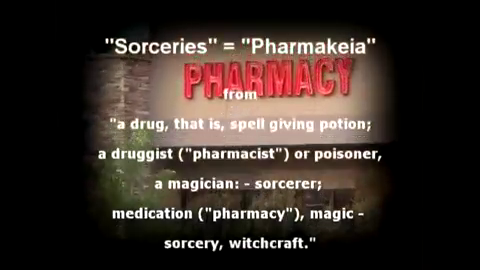 "Sorceries" = "Pharmakeia"
PHARMACY
from
"a drug, that is, spell giving potion;
a druggist ("pharmacist") or poisoner,
a magician: - sorcerer;
medication ("pharmacy"), magic -
sorcery, witchcraft."